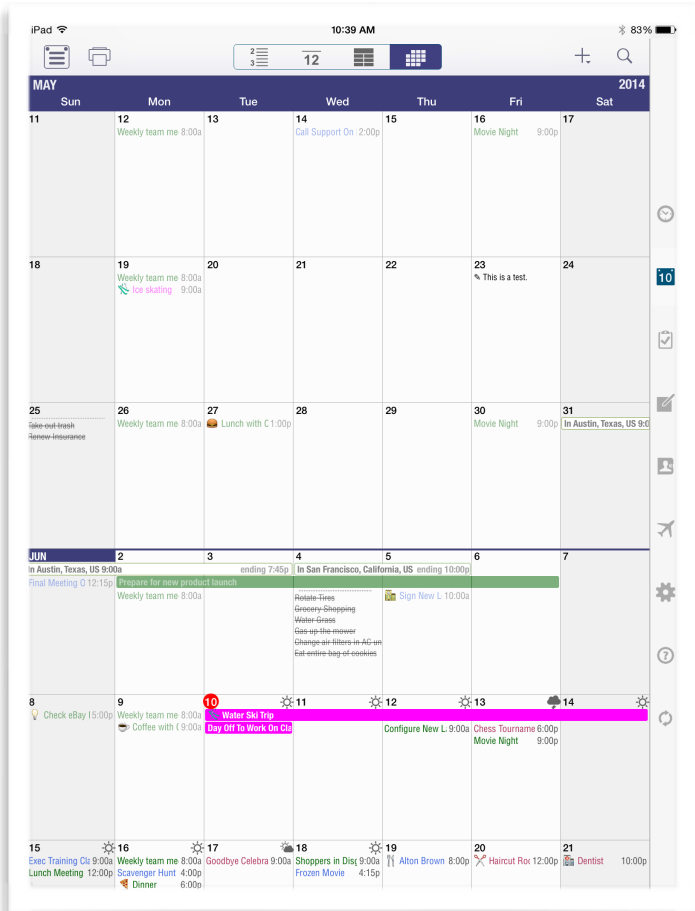 iPad 10:39 AM 83%
2
3
12
MAY 2014
Sun Mon Tue Wed Thu Fri Sat
11 12 13 14 15 16 17
Weekly team me 8:00a Call Support On 2:00p Movie Night 9:00p
18 19 20 21 22 23 24
Weekly team me 8:00a This is a test.
Ice skating 9:00a
10
25 26 27 28 29 30 31
Take out trash Weekly team me 8:00a Lunch with C 1:00p Movie Night 9:00p In Austin, Texas, US 9:0
Renew Insurance
JUN 2 3 4 5 6 7
In Austin, Texas, US 9:00a ending 7:45p In San Francisco, California, US ending 10:00p
Final Meeting O 12:15p Prepare for new product launch
Weekly team me 8:00a Rotate Tires Sign New L 10:00a
Grocery Shopping
Water Grass
Gas up the mower
Change air filters in AC un
Eat entire bag of cookies
?
8 9 10 11 12 13 14
Check eBay I 5:00p Weekly team me 8:00a Water Ski Trip
Coffee with ( 9:00a Day Off To Work On Cla Configure New L 9:00a Chess Tourname 6:00p
Movie Night 9:00p
15 16 17 18 19 20 21
Exec Training Cla 9:00a Weekly team me 8:00a Goodbye Celebra 9:00a Shoppers in Disg 9:00a Alton Brown 8:00p Haircut Roc 12:00p Dentist 10:00p
Lunch Meeting 12:00p Scavenger Hunt 4:00p Frozen Movie 4:15p
Dinner 6:00p